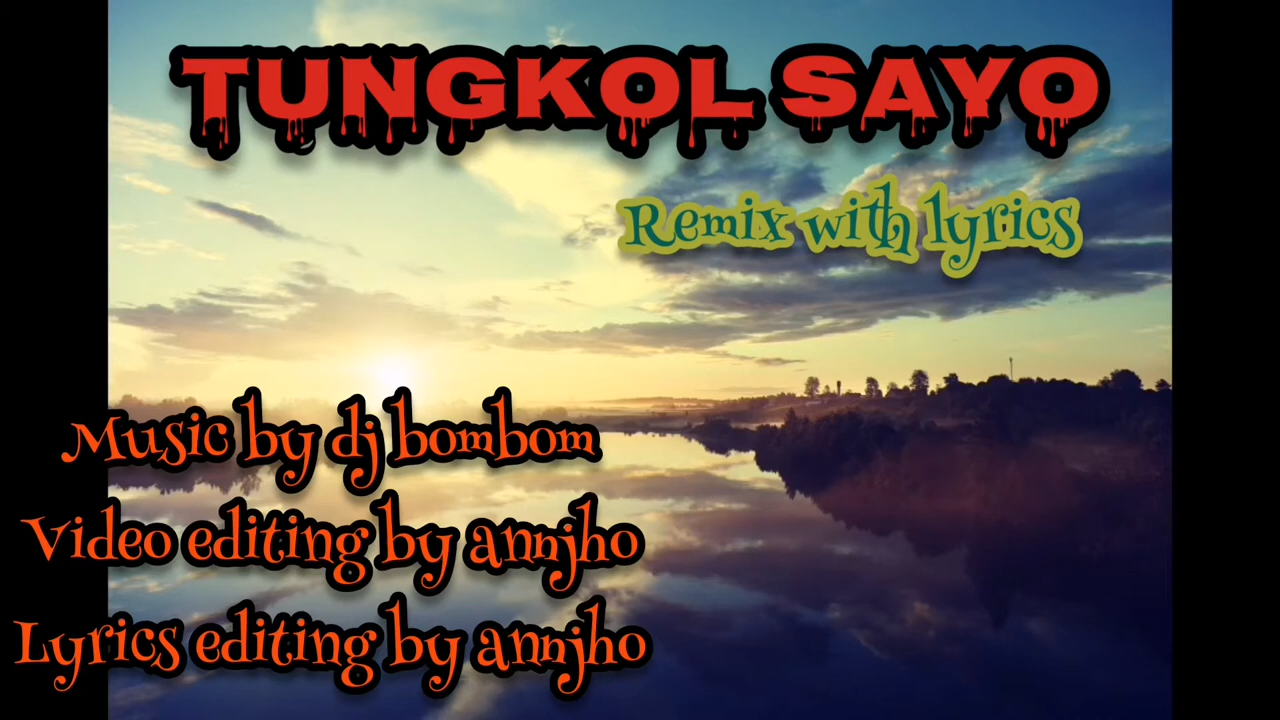 TUNGKOL SAYO
Remix with lyrics
Music by dj bombom
Video editing by annjho
Lyrics editing by annjho